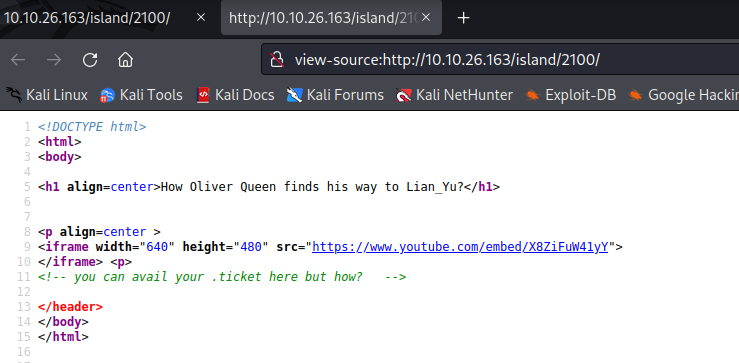 10.10.26.163/island/2100/
http://10.10.26.163/island/210
view-source:http://10.10.26.163/island/2100/
Kali Linux Kali Tools Kali Docs Kali Forums Kali NetHunter Exploit-DB Google Hackin
1 <!DOCTYPE html>
2 <html>
3 <body>
4
5 <h1 align=center>How Oliver Queen finds his way to Lian_Yu?</h1>
6
7
8 <p align=center >
9 <iframe width="640" height="480" src="https://www.youtube.com/embed/X8ZiFuW41yY">
10 </iframe> <p>
11 <!-- you can avail your .ticket here but how?   -->
12
13 </header>
14 </body>
15 </html>
16